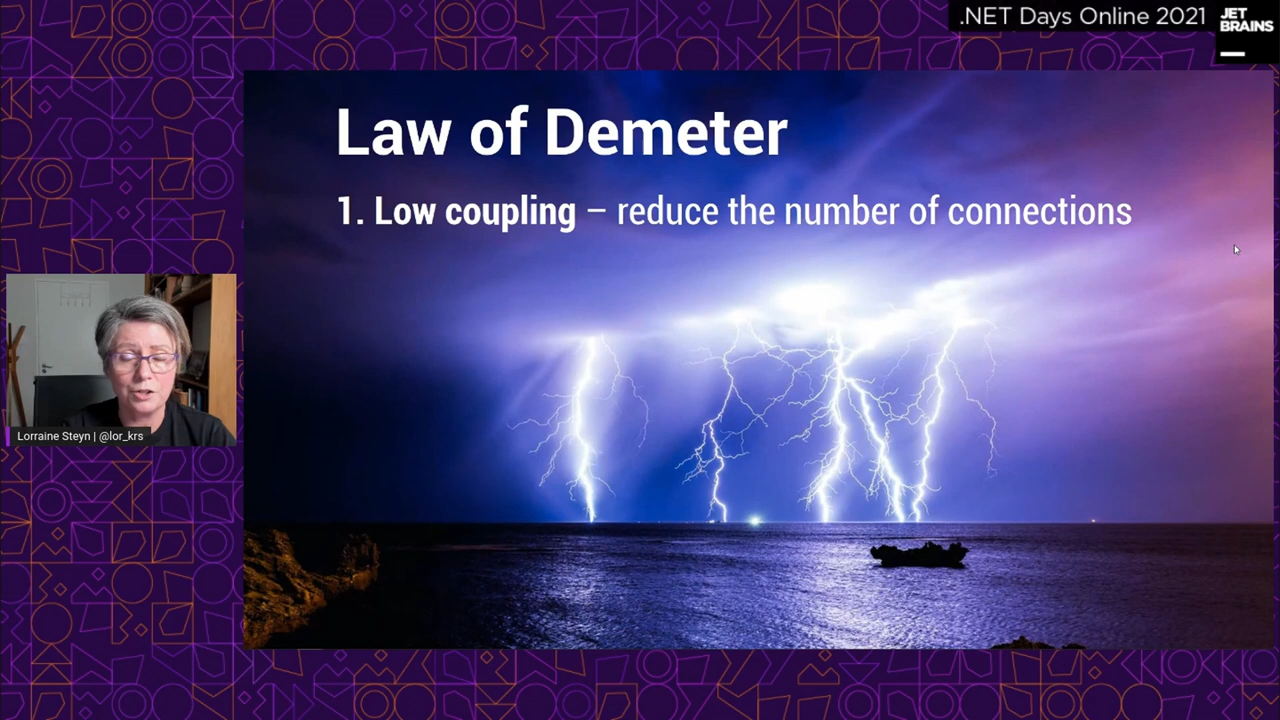 .NET Days Online 2021
JET
BRAINS
Law of Demeter
1. Low coupling – reduce the number of connections
Lorraine Steyn | @lor_krs